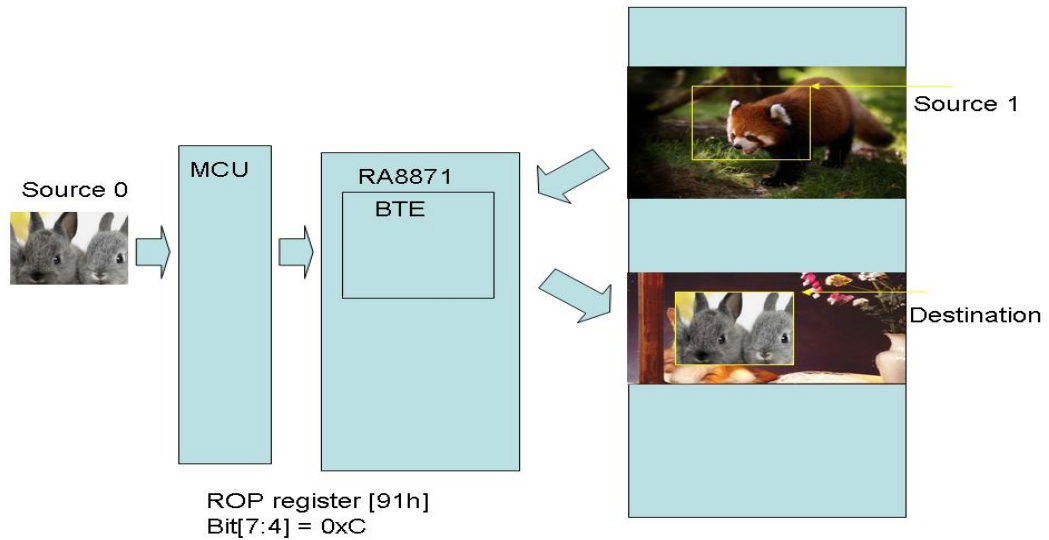 Source 0
MCU
RA8871
BTE
Source 1
Destination
ROP register [91h]
Bit[7:4] = 0xC